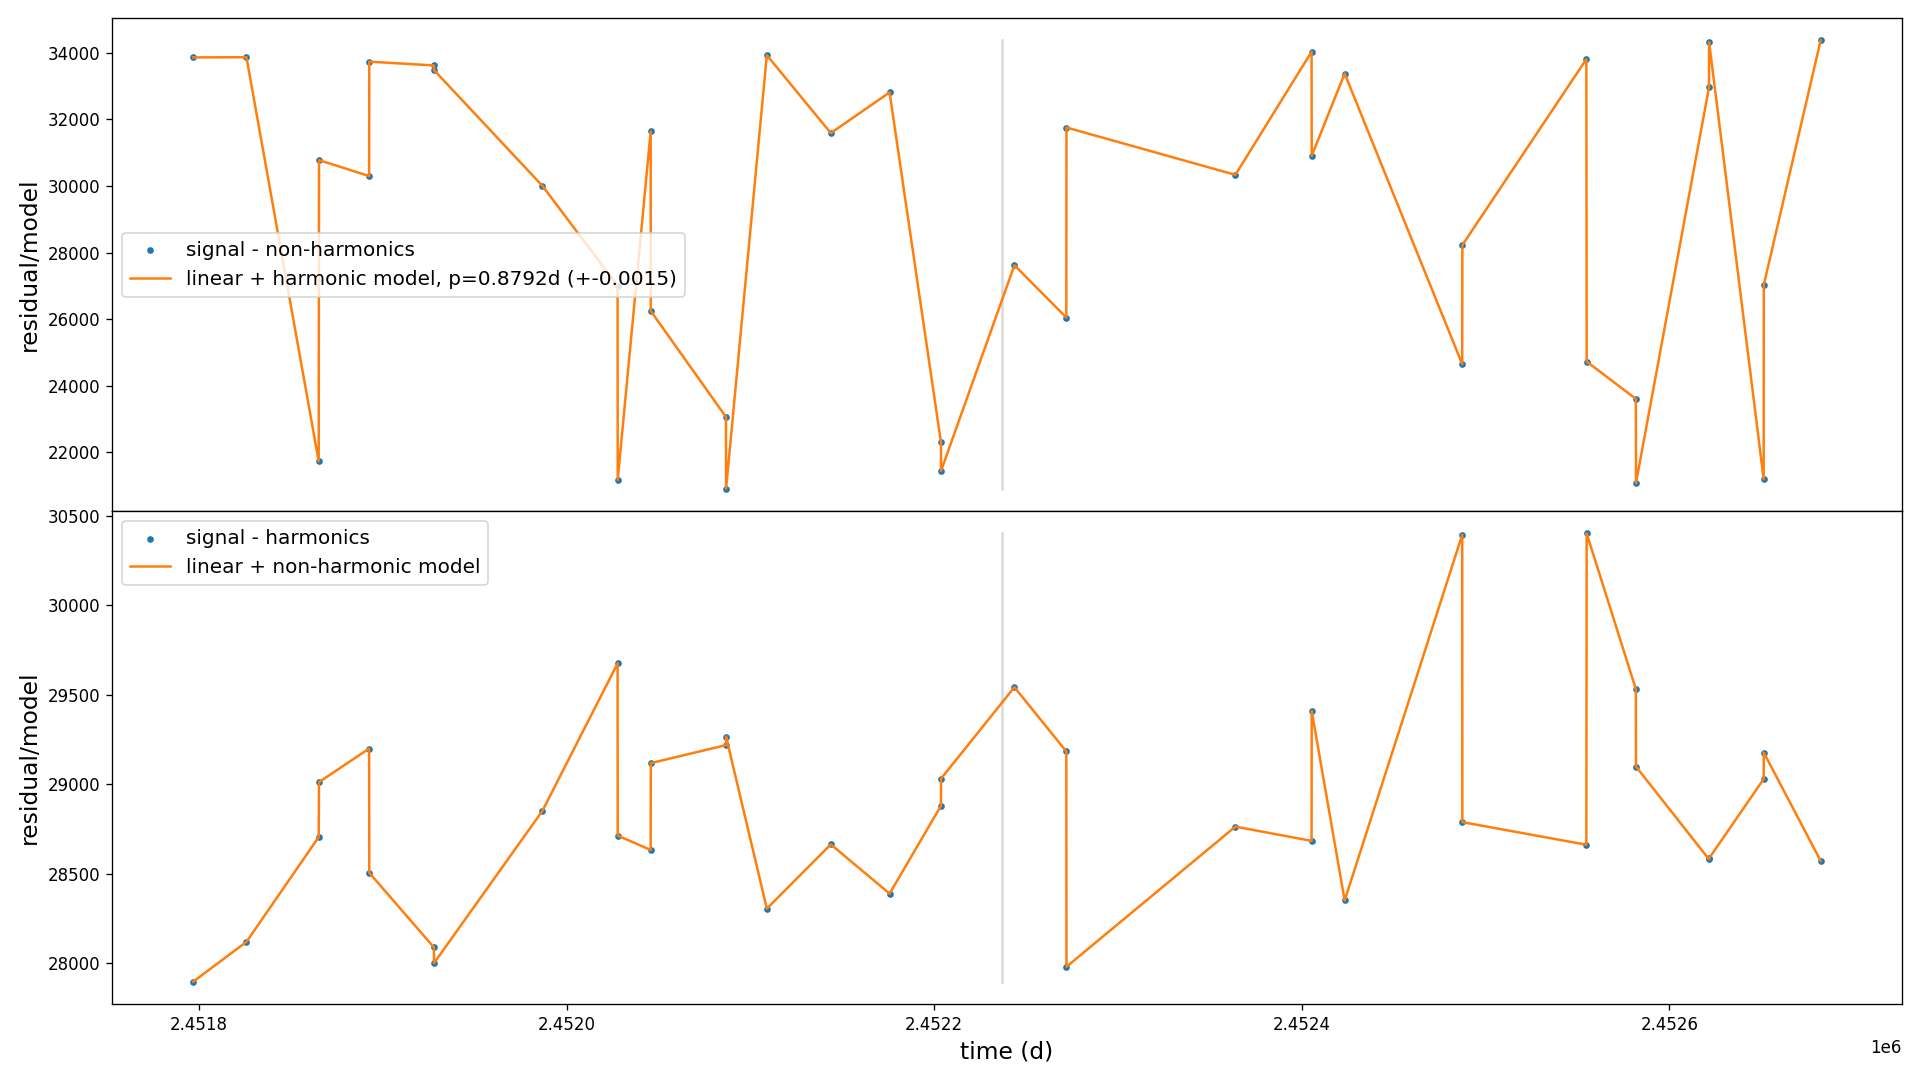 34000
32000
30000
28000
26000
24000
22000
residual/model
signal - non-harmonics
linear + harmonic model, p=0.8792d (+-0.0015)
30500
30000
29500
29000
28500
28000
residual/model
signal - harmonics
linear + non-harmonic model
2.4518 2.4520 2.4522 2.4524 2.4526
time (d)
1e6